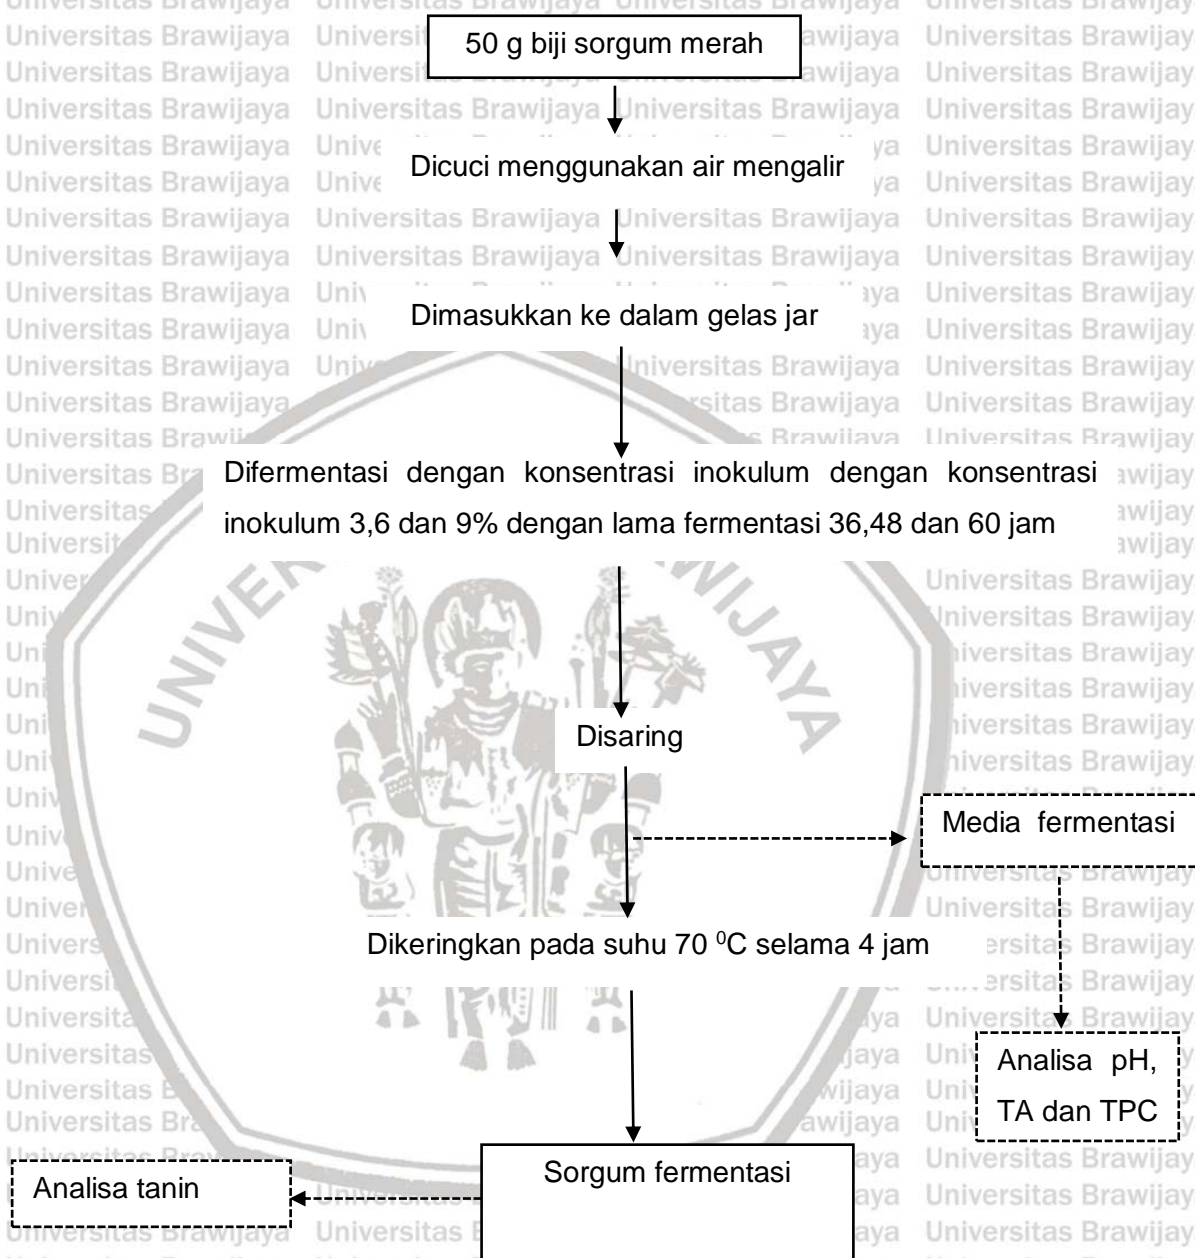 50 g biji sorgum merah
Dicuci menggunakan air mengalir
Dimasukkan ke dalam gelas jar
Difermentasi dengan konsentrasi inokulum dengan konsentrasi
inokulum 3,6 dan 9% dengan lama fermentasi 36,48 dan 60 jam
Disaring
Media fermentasi
Dikeringkan pada suhu 70 ⁰C selama 4 jam
Analisa pH,
TA dan TPC
Sorgum fermentasi
Analisa tanin